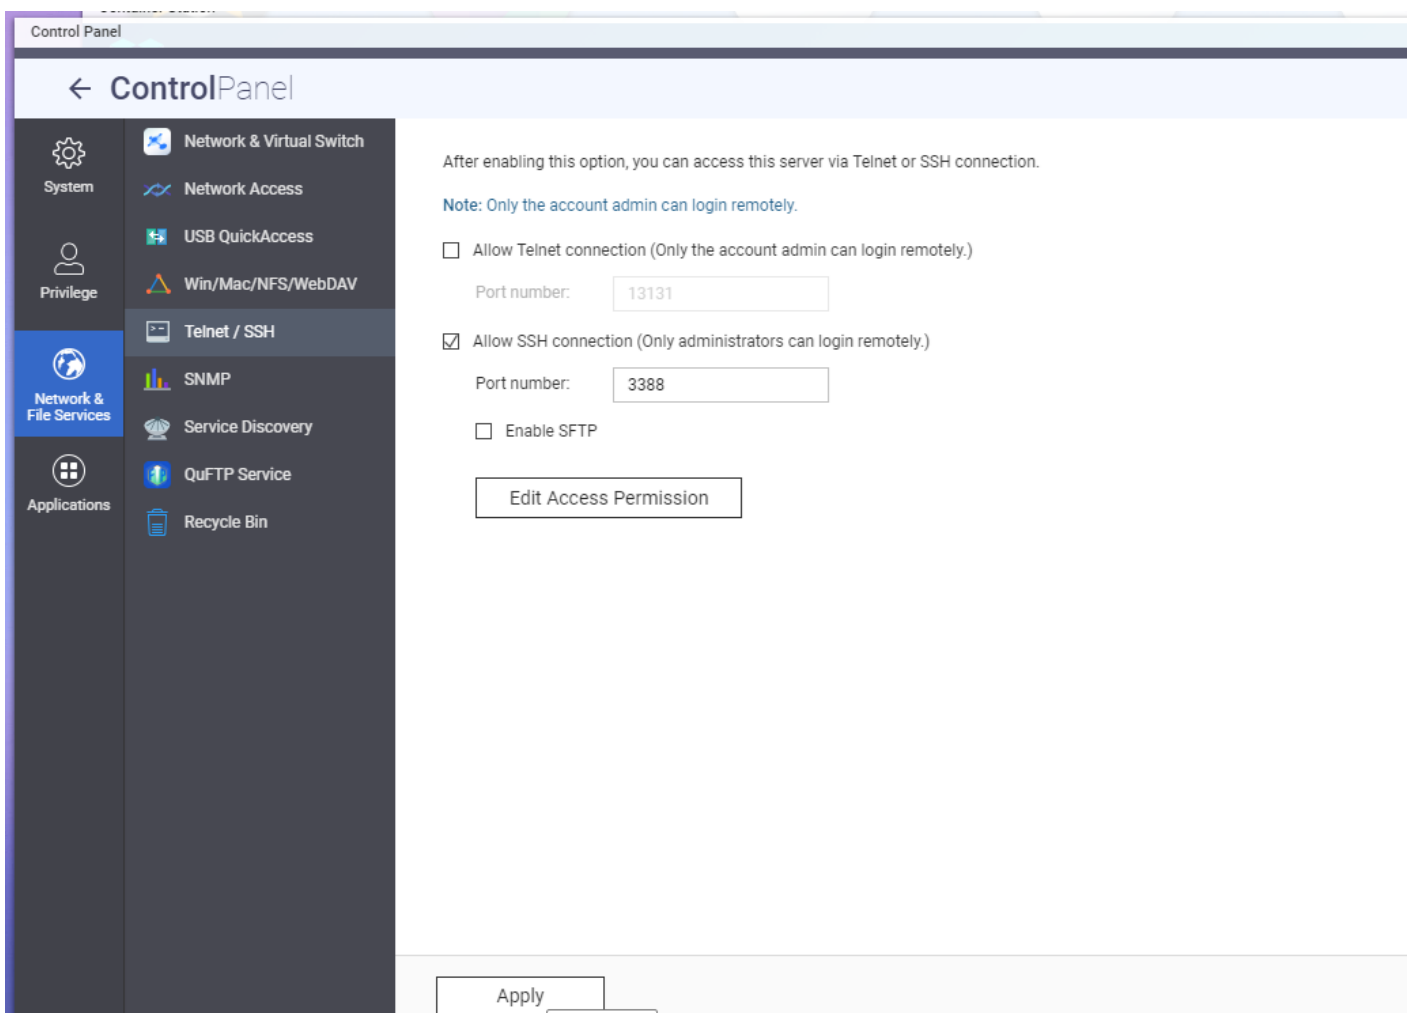 Control Panel
ControlPanel
System
Privilege
Network &
File Services
Applications
Network & Virtual Switch
Network Access
USB QuickAccess
Win/Mac/NFS/WebDAV
Telnet / SSH
SNMP
Service Discovery
QuFTP Service
Recycle Bin
After enabling this option, you can access this server via Telnet or SSH connection.
Note: Only the account admin can login remotely.
Allow Telnet connection (Only the account admin can login remotely.)
Port number: 13131
Allow SSH connection (Only administrators can login remotely.)
Port number: 3388
Enable SFTP
Edit Access Permission
Apply